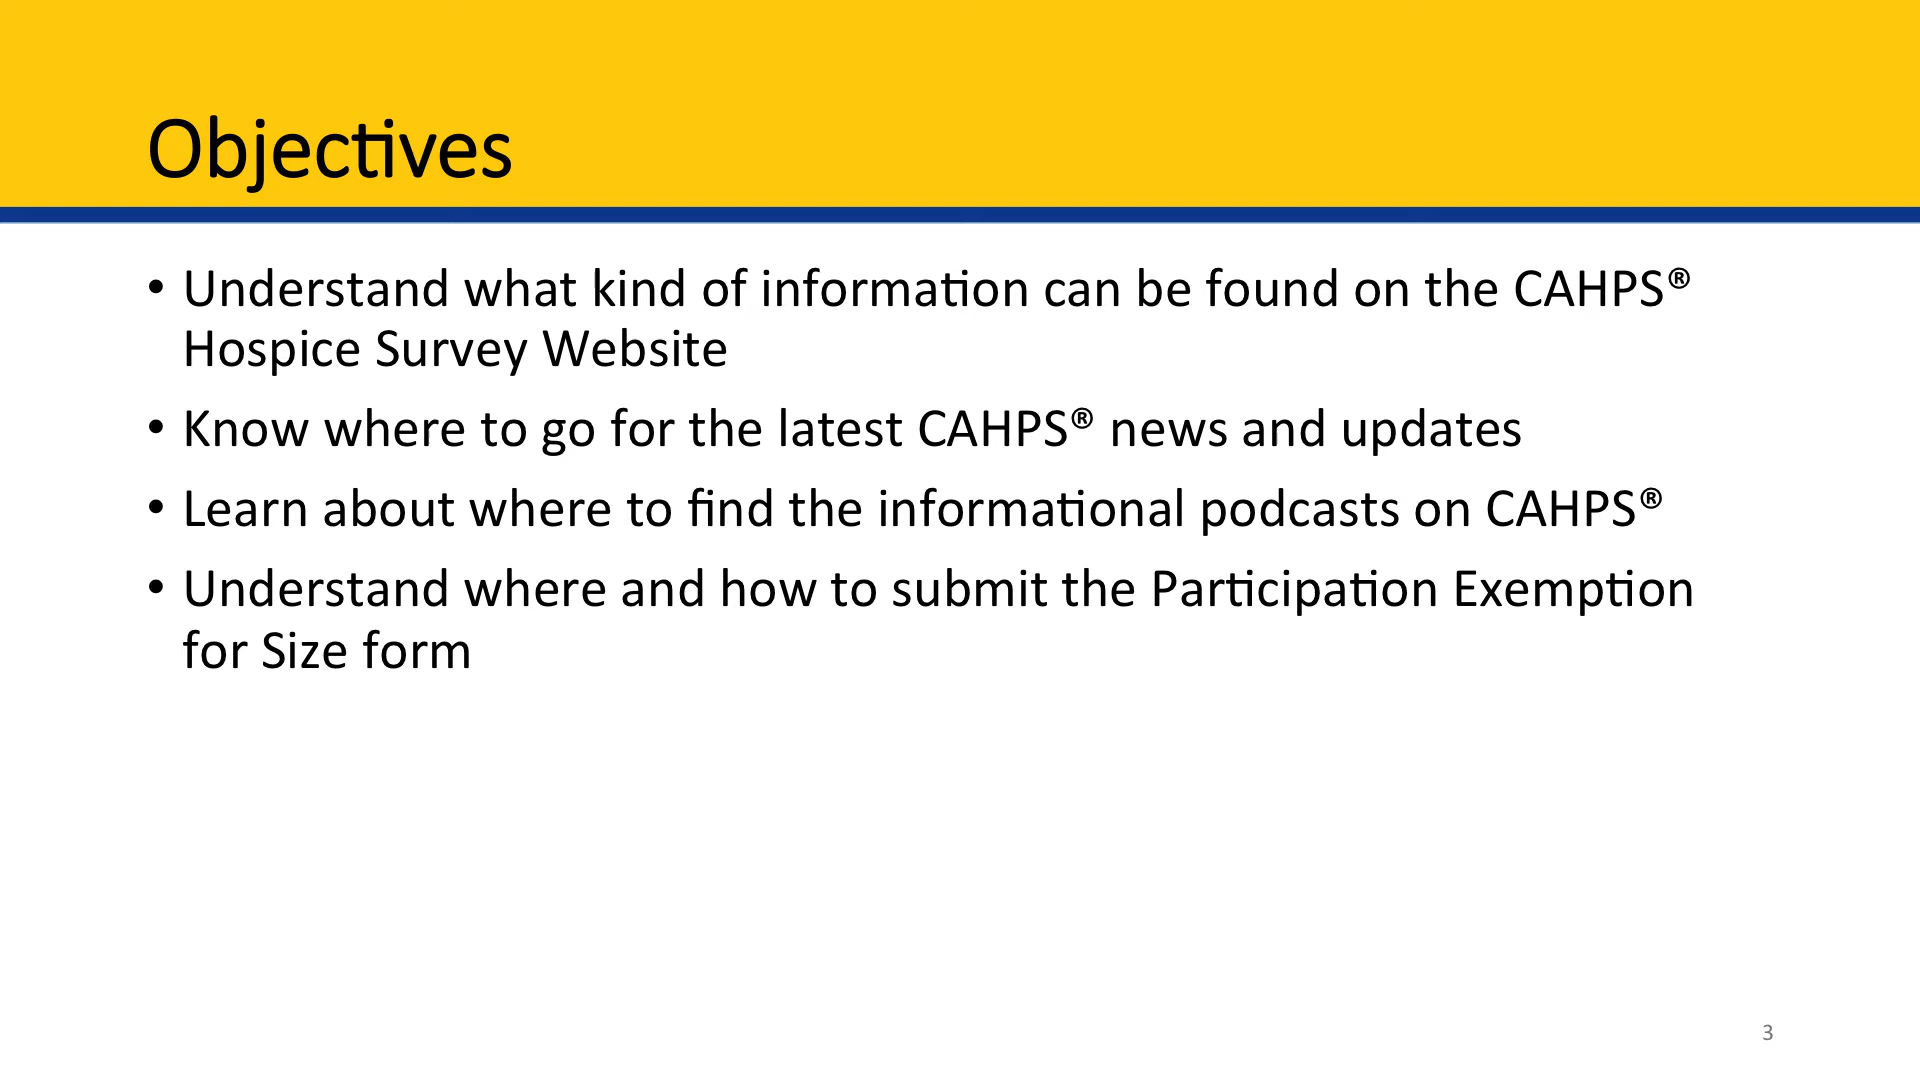 Objectives
• Understand what kind of information can be found on the CAHPS®
Hospice Survey Website
• Know where to go for the latest CAHPS® news and updates
• Learn about where to find the informational podcasts on CAHPS®
• Understand where and how to submit the Participation Exemption
for Size form
3